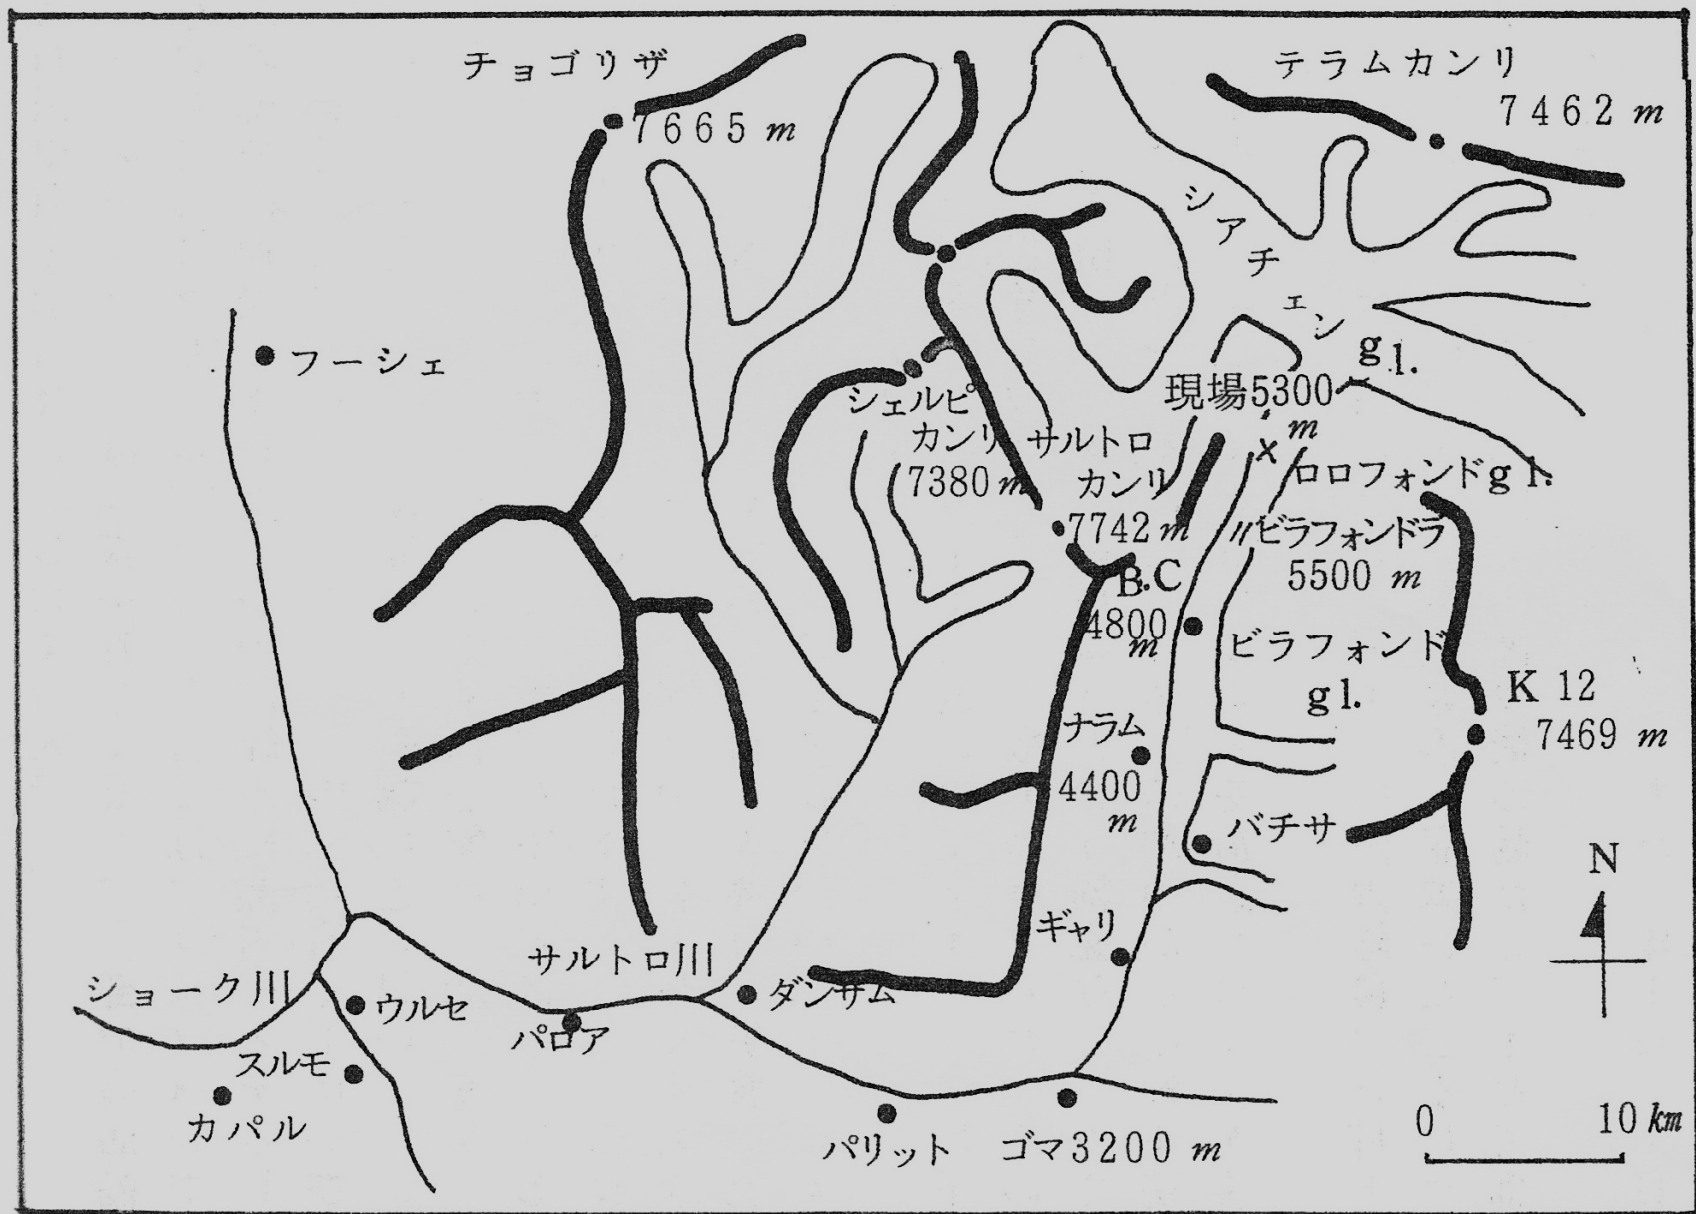 チョゴリザ
7665 m
テラムカンリ
7462 m
シアチェン gl.
フーシェ
シェルピ
カンリ
7380 m
サルトロ
カンリ
7742 m
現場5300
m
×
ロロフォンドgl.
〃ビラフォンドラ
5500 m
B.C
4800
m
ビラフォンド
gl.
K 12
7469 m
ナラム
4400
m
バチサ
N
ギャリ
サルトロ川
ダンサム
ショーク川
ウルセ
パロア
スルモ
カパル
パリット
ゴマ3200 m
0 10 km